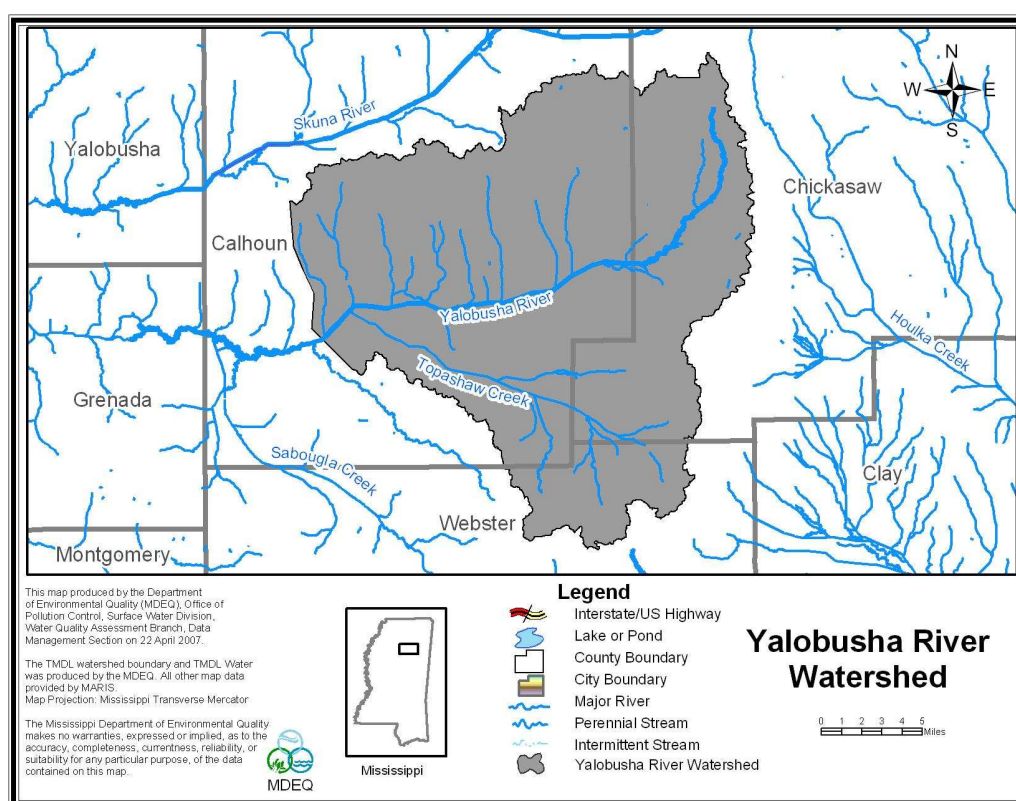 N
W E
S
Skuna River
Yalobusha
Chickasaw
Calhoun
Yalobusha River
Houlka Creek
Topashaw Creek
Grenada
Sabougla Creek
Clay
Webster
Montgomery
This map produced by the Department
of Environmental Quality (MDEQ), Office of
Pollution Control, Surface Water Division,
Water Quality Assessment Branch, Data
Management Section on 22 April 2007.
The TMDL watershed boundary and TMDL Water
was produced by the MDEQ. All other map data
provided by MARIS.
Map Projection: Mississippi Transverse Mercator
The Mississippi Department of Environmental Quality
makes no warranties, expressed or implied, as to the
accuracy, completeness, currentness, reliability, or
suitability for any particular purpose, of the data
contained on this map.
MDEQ
Mississippi
Legend
Interstate/US Highway
Lake or Pond
County Boundary
City Boundary
Major River
Perennial Stream
Intermittent Stream
Yalobusha River Watershed
Yalobusha River
Watershed
0 1 2 3 4 5
Miles